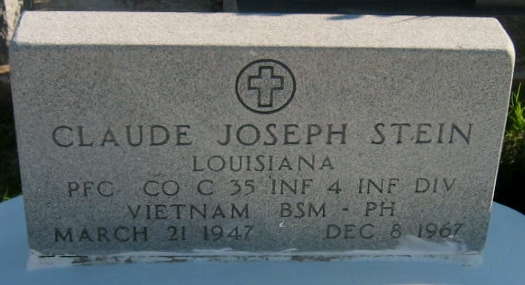 CLAUDE JOSEPH STEIN
LOUISIANA
PFC CO C 35 INF 4 INF DIV
VIETNAM BSM - PH
MARCH 21 1947 DEC 8 1967